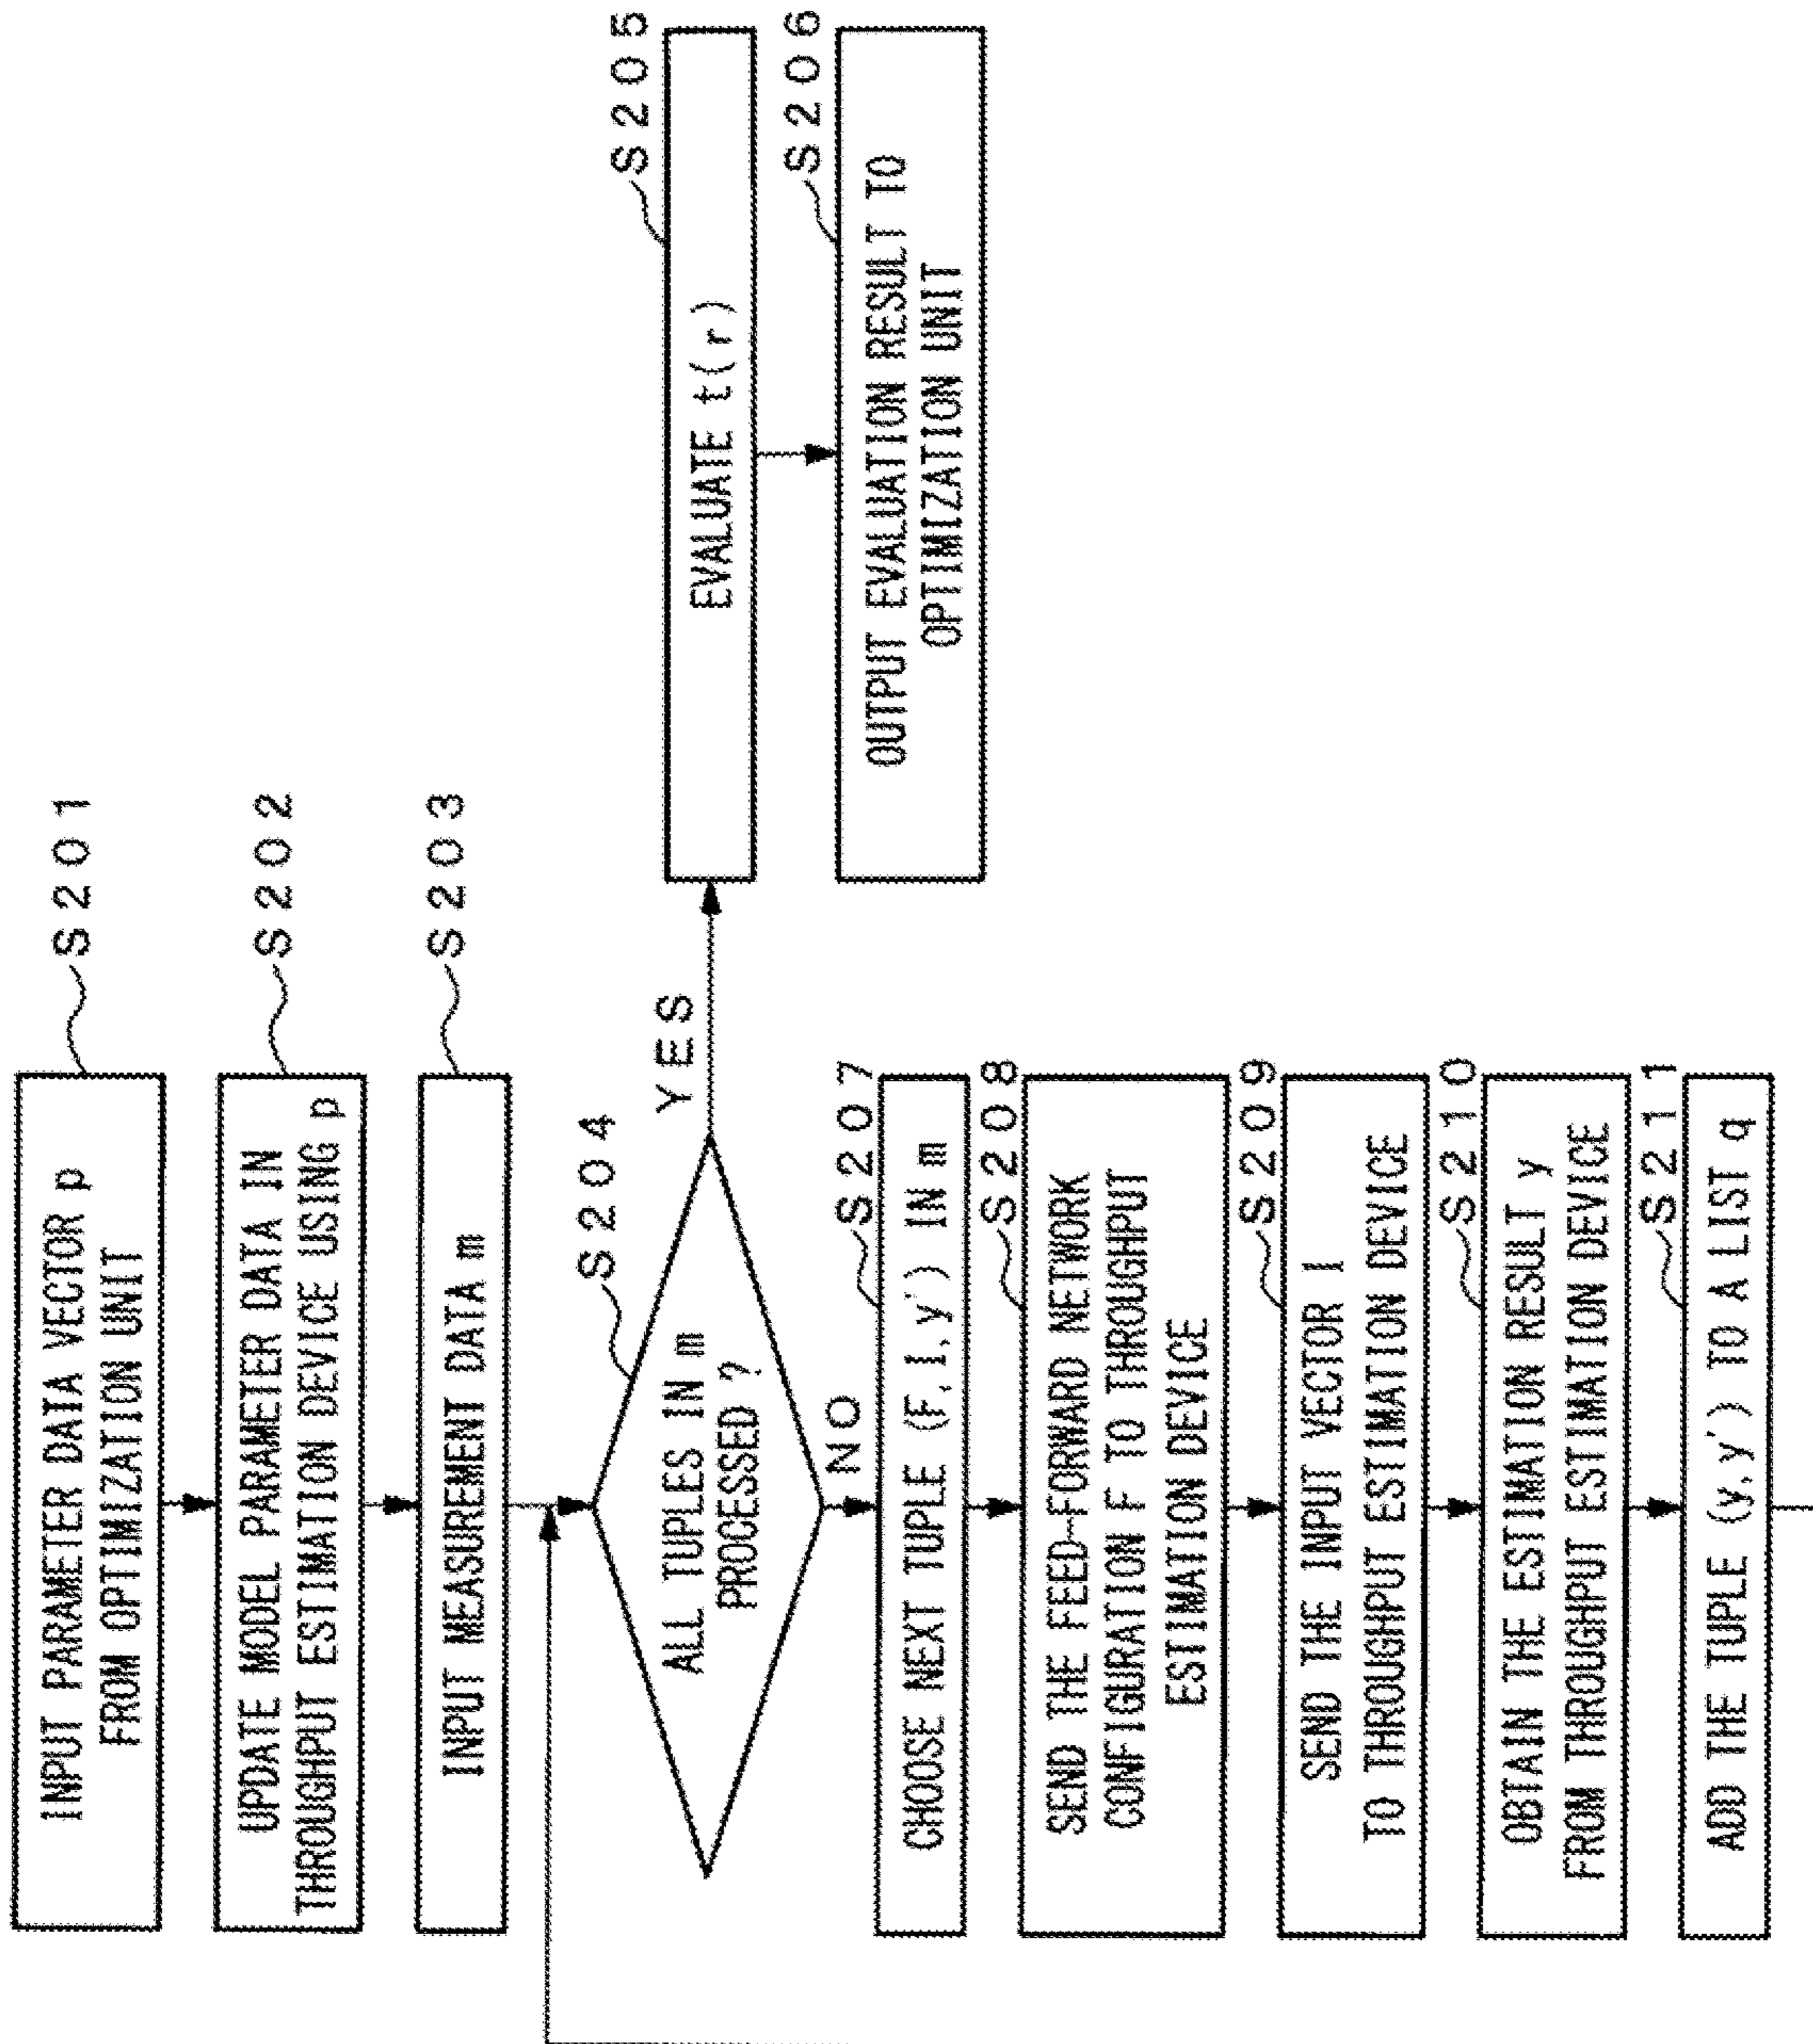 S201
INPUT PARAMETER DATA VECTOR p
FROM OPTIMIZATION UNIT
S202
UPDATE MODEL PARAMETER DATA IN
THROUGHPUT ESTIMATION DEVICE USING p
S203
INPUT MEASUREMENT DATA m
S204
ALL TUPLES IN m
PROCESSED ?
YES
NO
S205
EVALUATE t(r)
S206
OUTPUT EVALUATION RESULT TO
OPTIMIZATION UNIT
S207
CHOOSE NEXT TUPLE (F,I,y') IN m
S208
SEND THE FEED-FORWARD NETWORK
CONFIGURATION F TO THROUGHPUT
ESTIMATION DEVICE
S209
SEND THE INPUT VECTOR I
TO THROUGHPUT ESTIMATION DEVICE
S210
OBTAIN THE ESTIMATION RESULT y
FROM THROUGHPUT ESTIMATION DEVICE
S211
ADD THE TUPLE (y,y') TO A LIST q